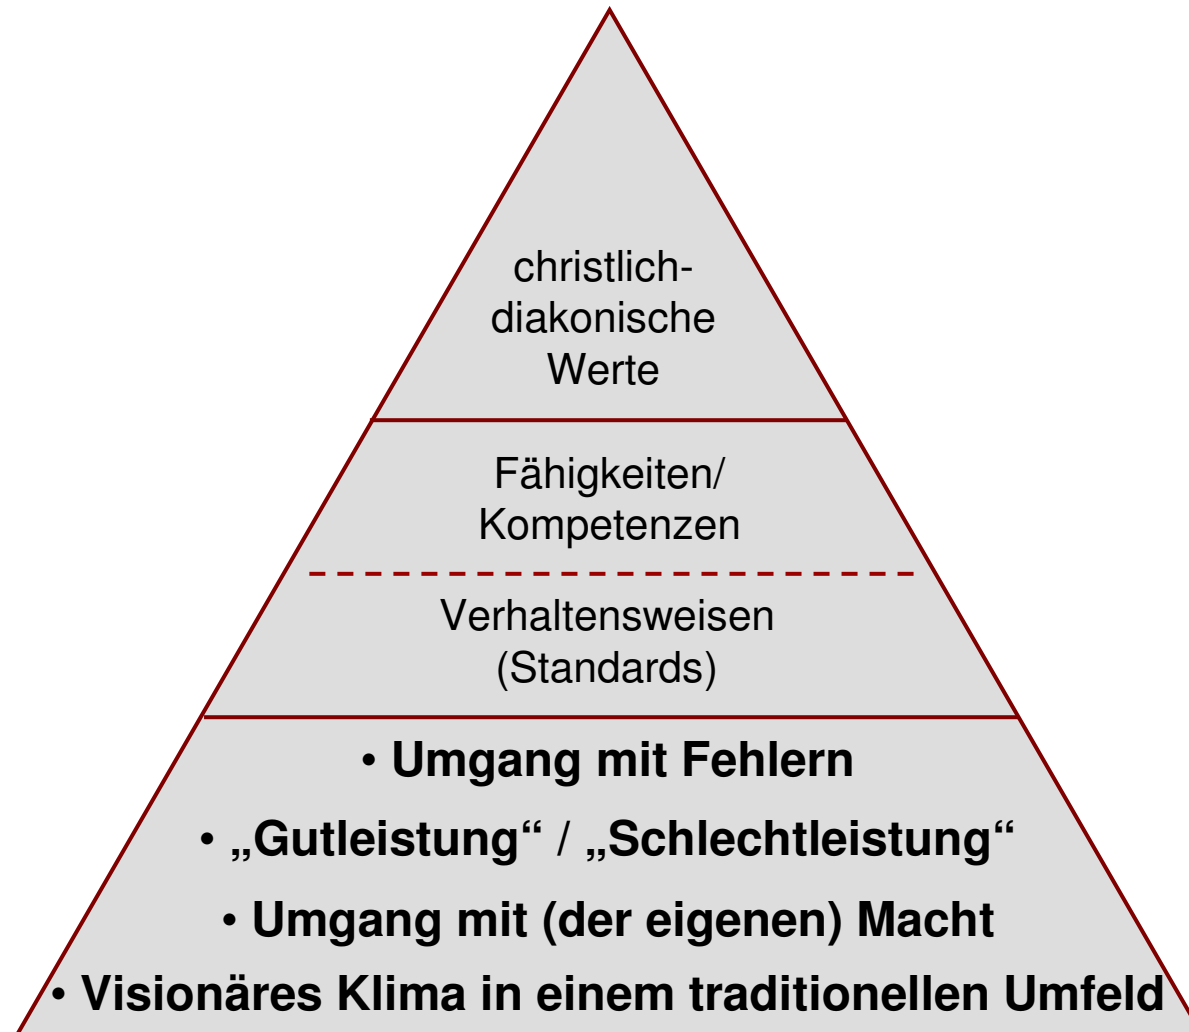 christlich-
diakonische
Werte
Fähigkeiten/
Kompetenzen
Verhaltensweisen
(Standards)
• Umgang mit Fehlern
• „Gutleistung“ / „Schlechtleistung“
• Umgang mit (der eigenen) Macht
• Visionäres Klima in einem traditionellen Umfeld